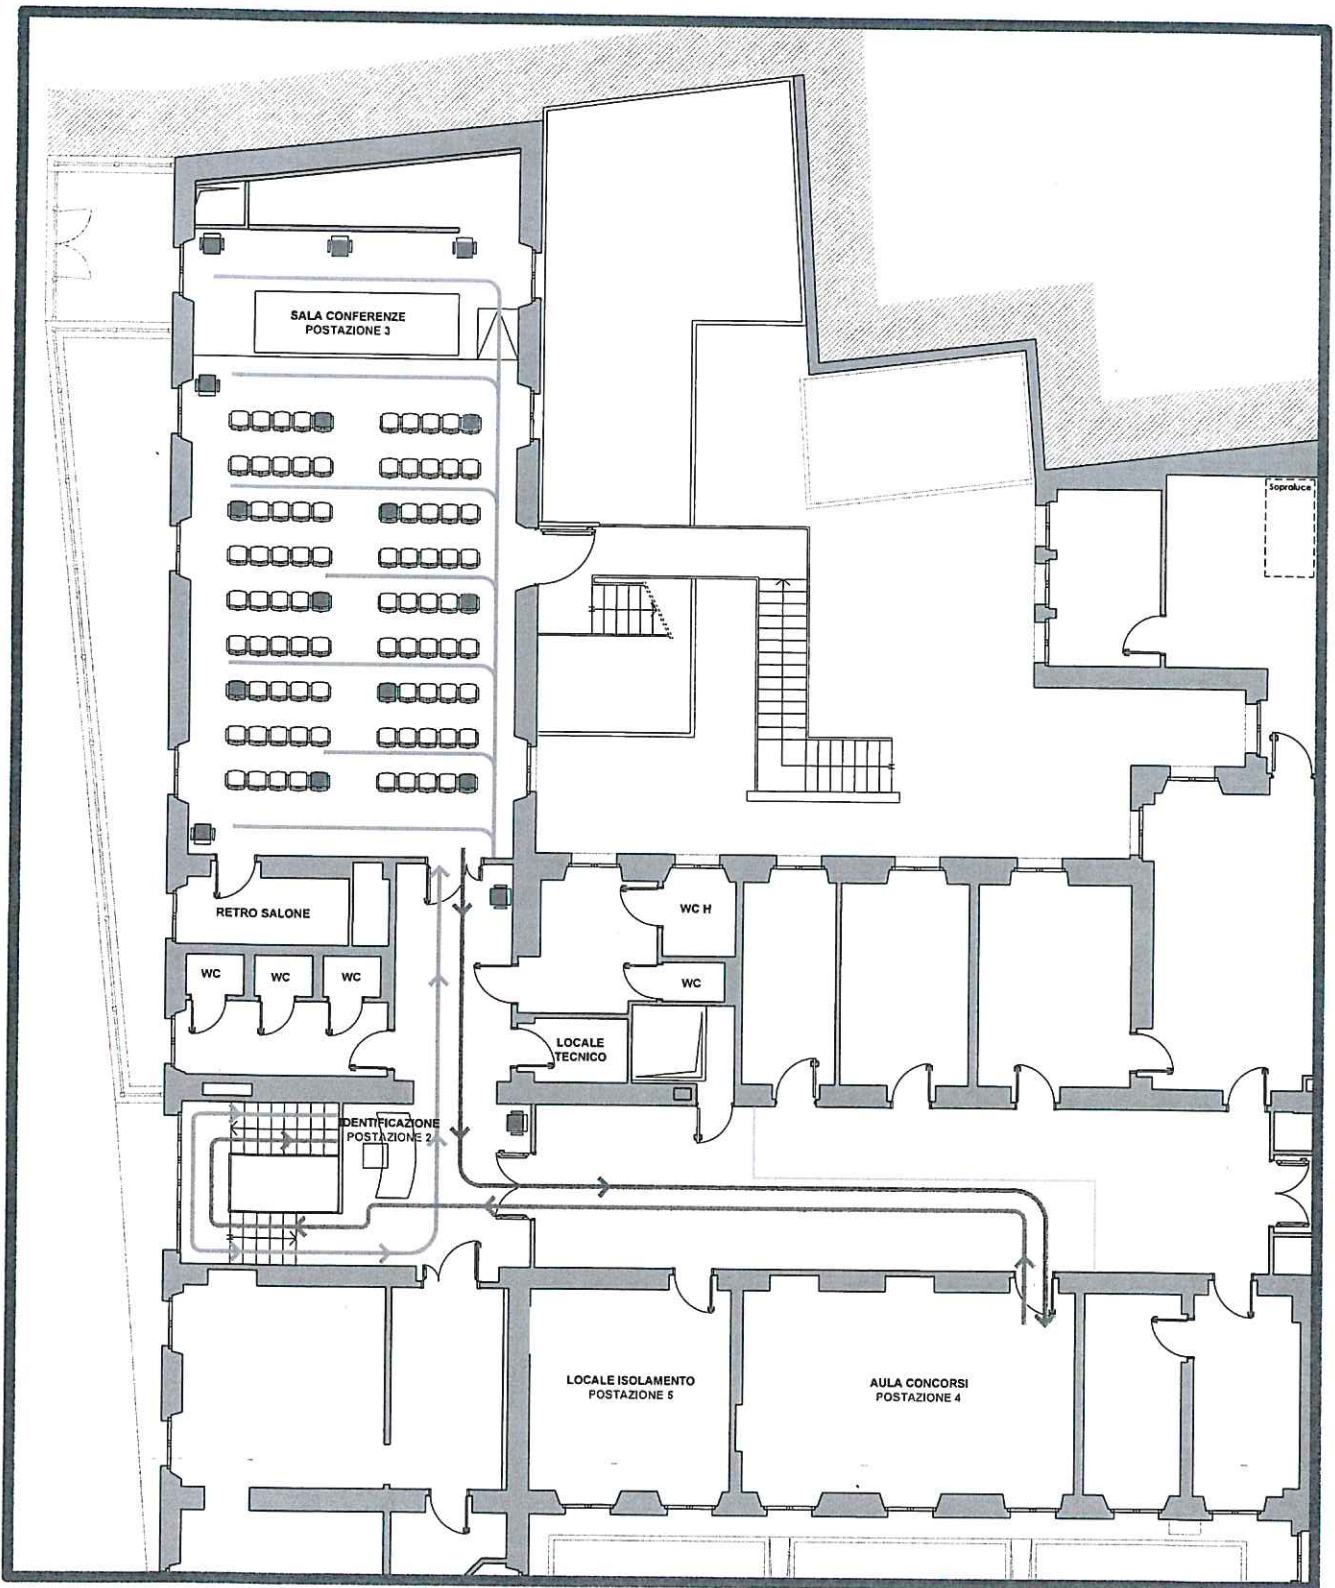 Sopraluce
SALA CONFERENZE
POSTAZIONE 3
RETRO SALONE
WC H
WC
WC
WC
WC
LOCALE
TECNICO
IDENTIFICAZIONE
POSTAZIONE 2
LOCALE ISOLAMENTO
POSTAZIONE 5
AULA CONCORSI
POSTAZIONE 4